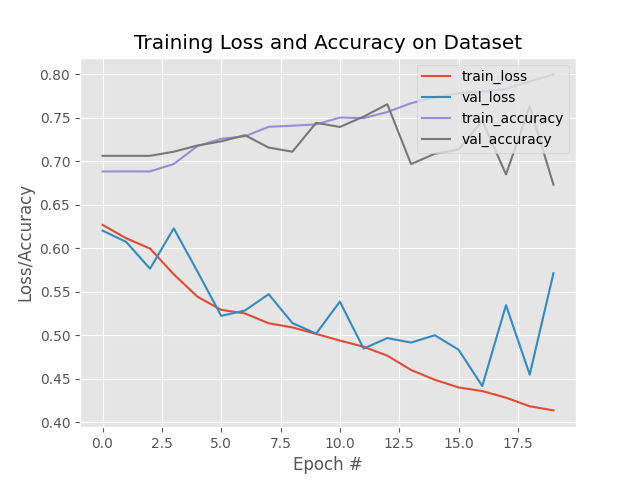 Training Loss and Accuracy on Dataset
train_loss
val_loss
train_accuracy
val_accuracy
Loss/Accuracy
0.80
0.75
0.70
0.65
0.60
0.55
0.50
0.45
0.40
0.0 2.5 5.0 7.5 10.0 12.5 15.0 17.5
Epoch #